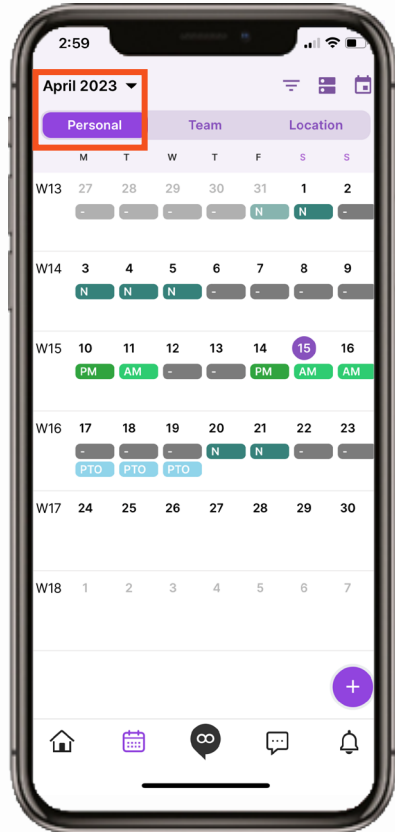 2:59
April 2023
Personal Team Location
M T W T F S S
W13 27 28 29 30 31 1 2
- - - - N N -
W14 3 4 5 6 7 8 9
N N N - - - -
W15 10 11 12 13 14 15 16
PM AM - - PM AM AM
W16 17 18 19 20 21 22 23
- - - N N - -
PTO PTO PTO
W17 24 25 26 27 28 29 30
W18 1 2 3 4 5 6 7
+